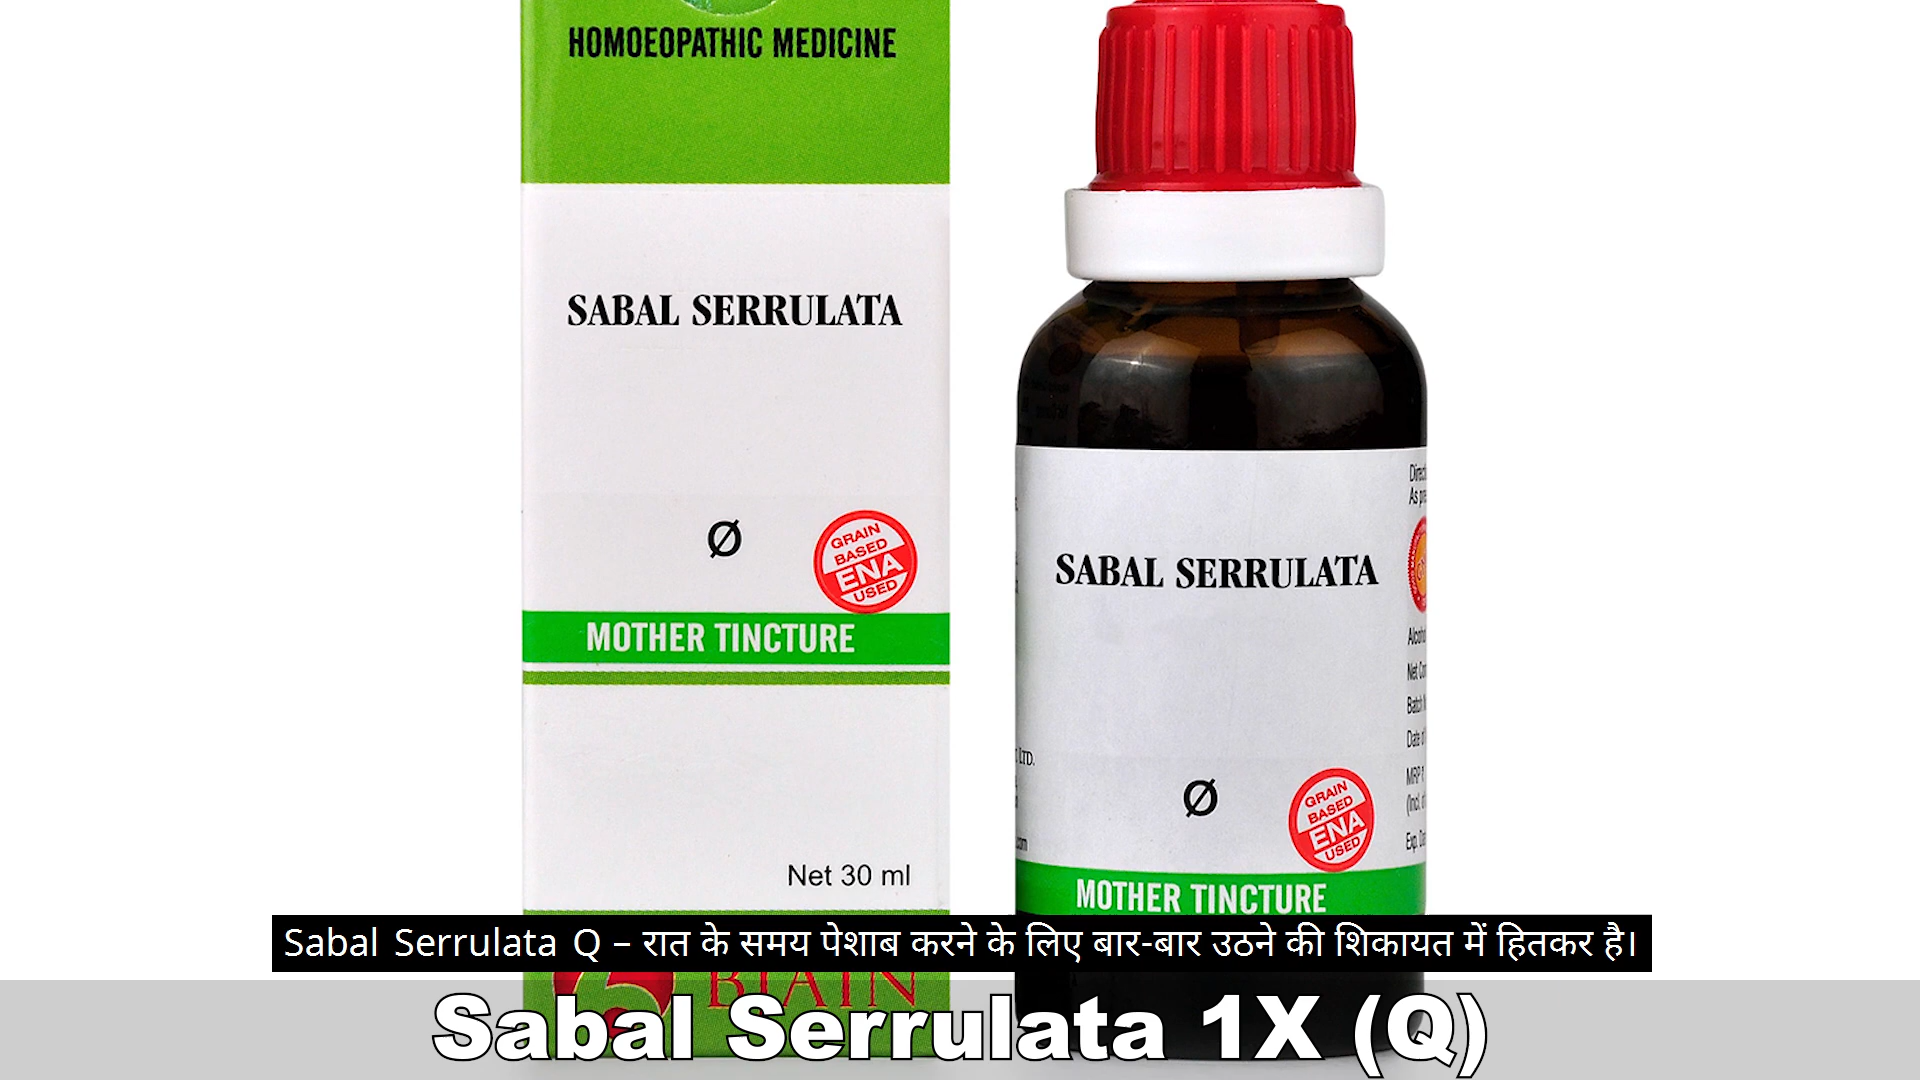 HOMOEOPATHIC MEDICINE
SABAL SERRULATA
Ø
GRAIN
BASED
ENA
USED
MOTHER TINCTURE
Net 30 ml
SABAL SERRULATA
Ø
GRAIN
BASED
ENA
USED
MOTHER TINCTURE
LTD.
Sabal Serrulata Q – रात के समय पेशाब करने के लिए बार-बार उठने की शिकायत में हितकर है।
Sabal Serrulata 1X (Q)